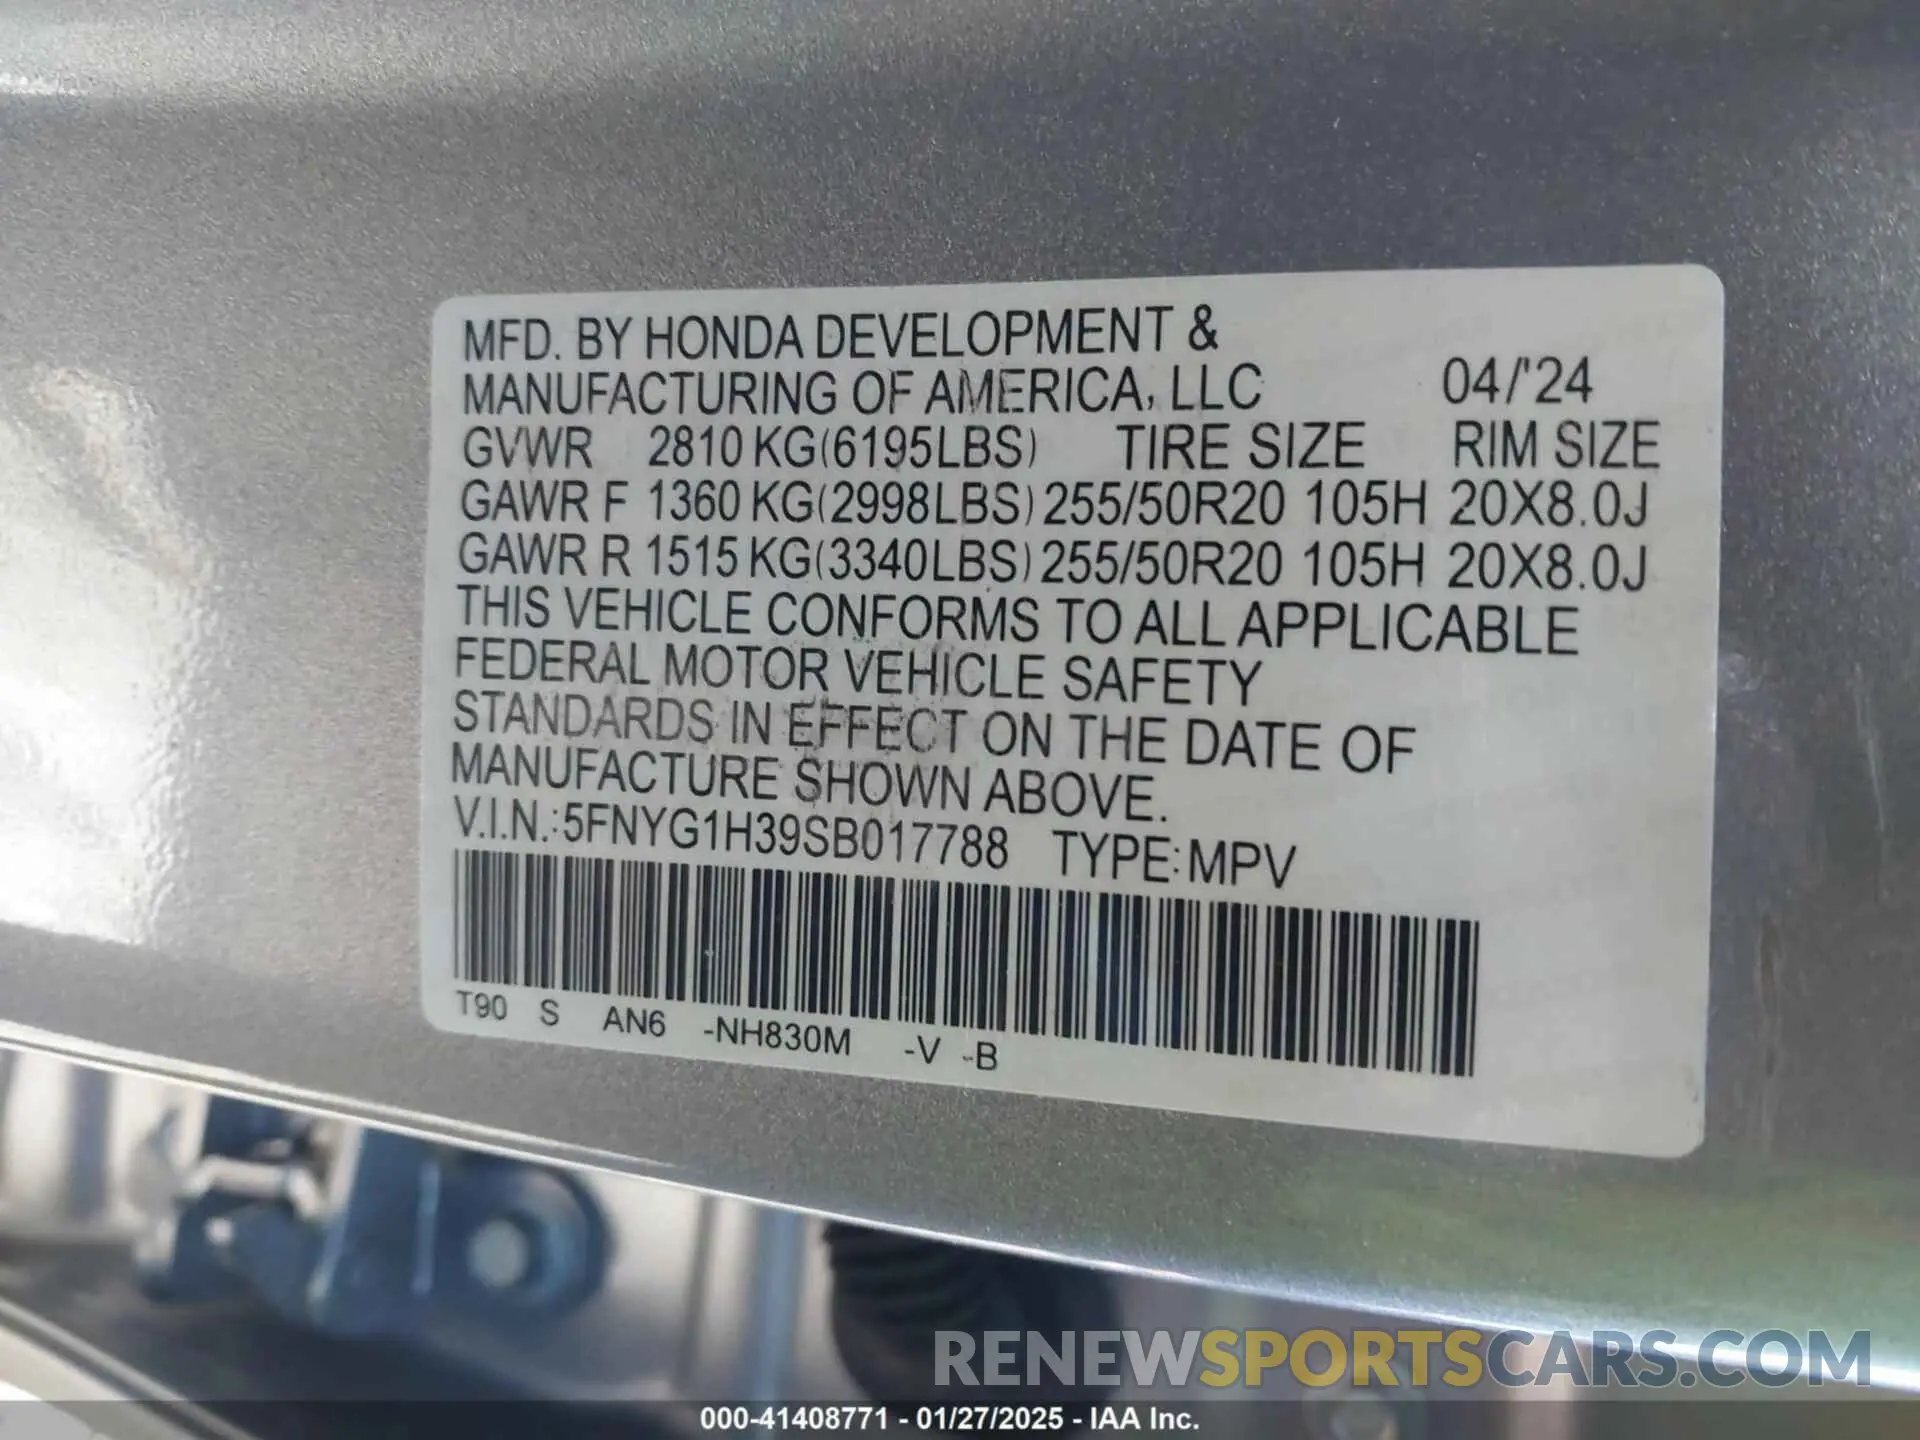 MFD. BY HONDA DEVELOPMENT &
MANUFACTURING OF AMERICA, LLC 04/'24
GVWR 2810 KG(6195LBS) TIRE SIZE RIM SIZE
GAWR F 1360 KG(2998LBS) 255/50R20 105H 20X8.0J
GAWR R 1515 KG(3340LBS) 255/50R20 105H 20X8.0J
THIS VEHICLE CONFORMS TO ALL APPLICABLE
FEDERAL MOTOR VEHICLE SAFETY
STANDARDS IN EFFECT ON THE DATE OF
MANUFACTURE SHOWN ABOVE.
V.I.N.:5FNYG1H39SB017788 TYPE:MPV
T90 S AN6 -NH830M -V -B
RENEWSPORTSCARS.COM
000-41408771 - 01/27/2025 - IAA Inc.